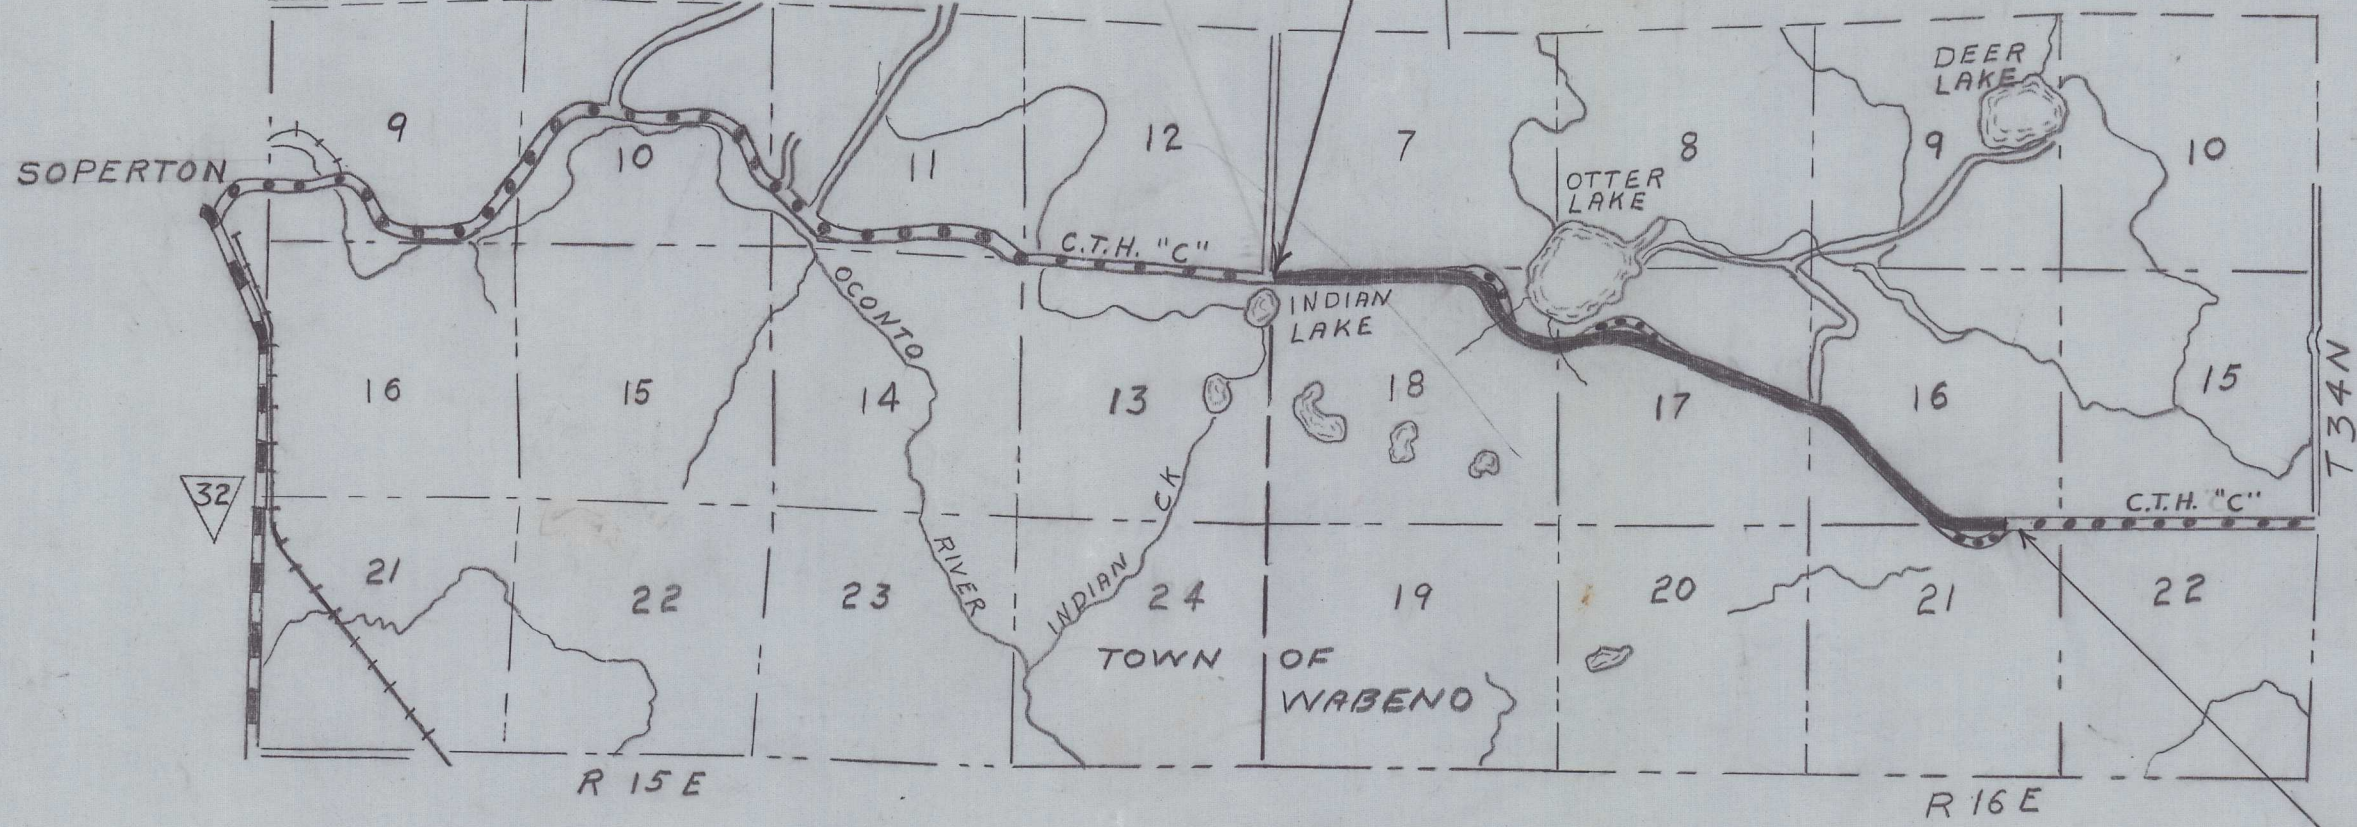 DEER
LAKE
9
10
11
12
7
8
9
10
SOPERTON
OTTER
LAKE
C.T.H. "C"
INDIAN
LAKE
OCONTO
RIVER
16
15
14
13
18
17
16
15
T 34 N
32
INDIAN CK
C.T.H. "C"
21
22
23
24
19
20
21
22
TOWN OF
WABENO
R 15 E
R 16 E